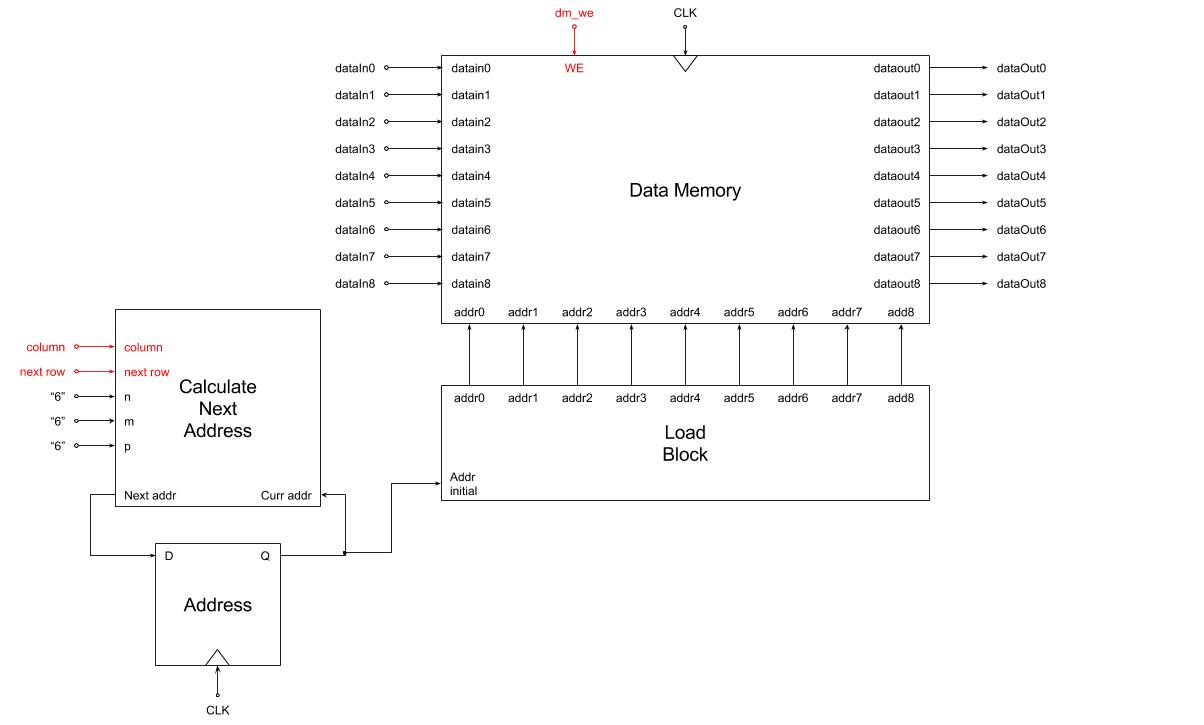 dm_we
CLK
dataIn0
datain0
WE
dataout0
dataOut0
dataIn1
datain1
dataout1
dataOut1
dataIn2
datain2
dataout2
dataOut2
dataIn3
datain3
dataout3
dataOut3
dataIn4
datain4
Data Memory
dataout4
dataOut4
dataIn5
datain5
dataout5
dataOut5
dataIn6
datain6
dataout6
dataOut6
dataIn7
datain7
dataout7
dataOut7
dataIn8
datain8
dataout8
dataOut8
addr0 addr1 addr2 addr3 addr4 addr5 addr6 addr7 add8
column
column
next row
next row
“6”
n
“6”
m
“6”
p
Calculate
Next
Address
Next addr
Curr addr
addr0 addr1 addr2 addr3 addr4 addr5 addr6 addr7 add8
Load
Block
Addr
initial
D
Q
Address
CLK